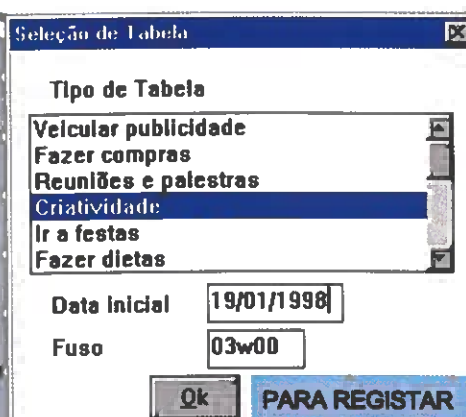 Seleção de Tabela
Tipo de Tabela
Veicular publicidade
Fazer compras
Reuniões e palestras
Criatividade
Ir a festas
Fazer dietas
Data inicial 19/01/1998
Fuso 03w00
Ok PARA REGISTAR